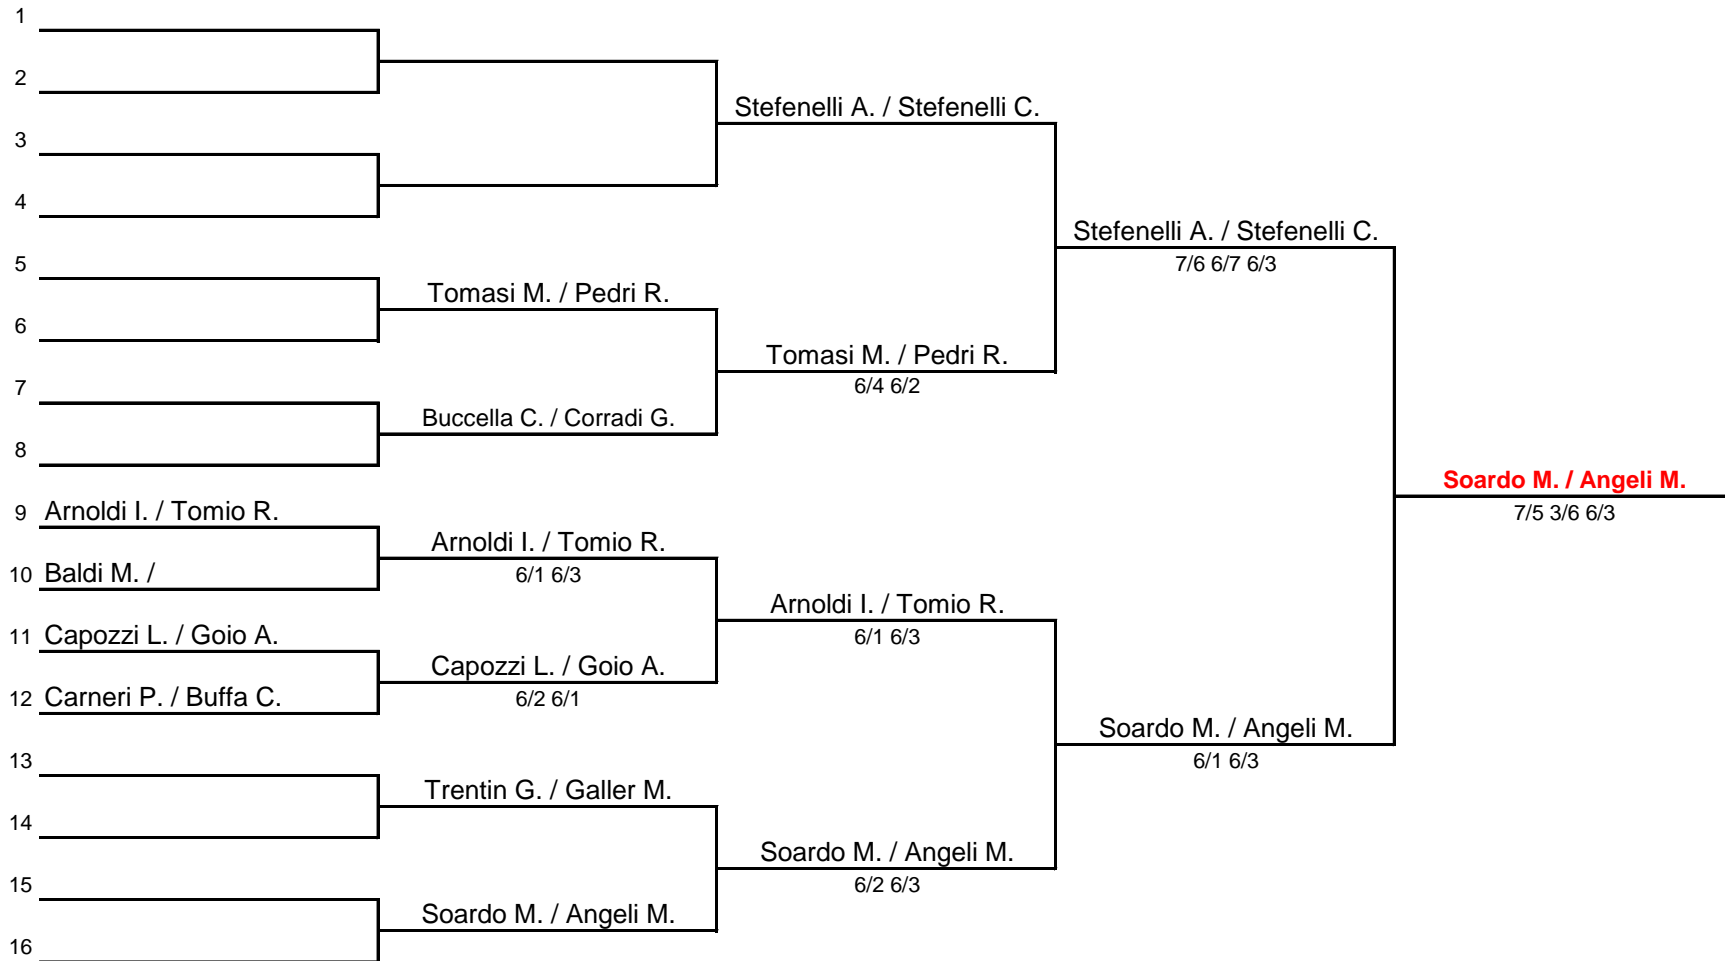 1
2
Stefenelli A. / Stefenelli C.
3
4
Stefenelli A. / Stefenelli C.
7/6 6/7 6/3
5
Tomasi M. / Pedri R.
6
Tomasi M. / Pedri R.
6/4 6/2
7
Buccella C. / Corradi G.
8
Soardo M. / Angeli M.
7/5 3/6 6/3
9 Arnoldi I. / Tomio R.
Arnoldi I. / Tomio R.
6/1 6/3
10 Baldi M. /
Arnoldi I. / Tomio R.
6/1 6/3
11 Capozzi L. / Goio A.
Capozzi L. / Goio A.
6/2 6/1
12 Carneri P. / Buffa C.
Soardo M. / Angeli M.
6/1 6/3
13
Trentin G. / Galler M.
14
Soardo M. / Angeli M.
6/2 6/3
15
Soardo M. / Angeli M.
16